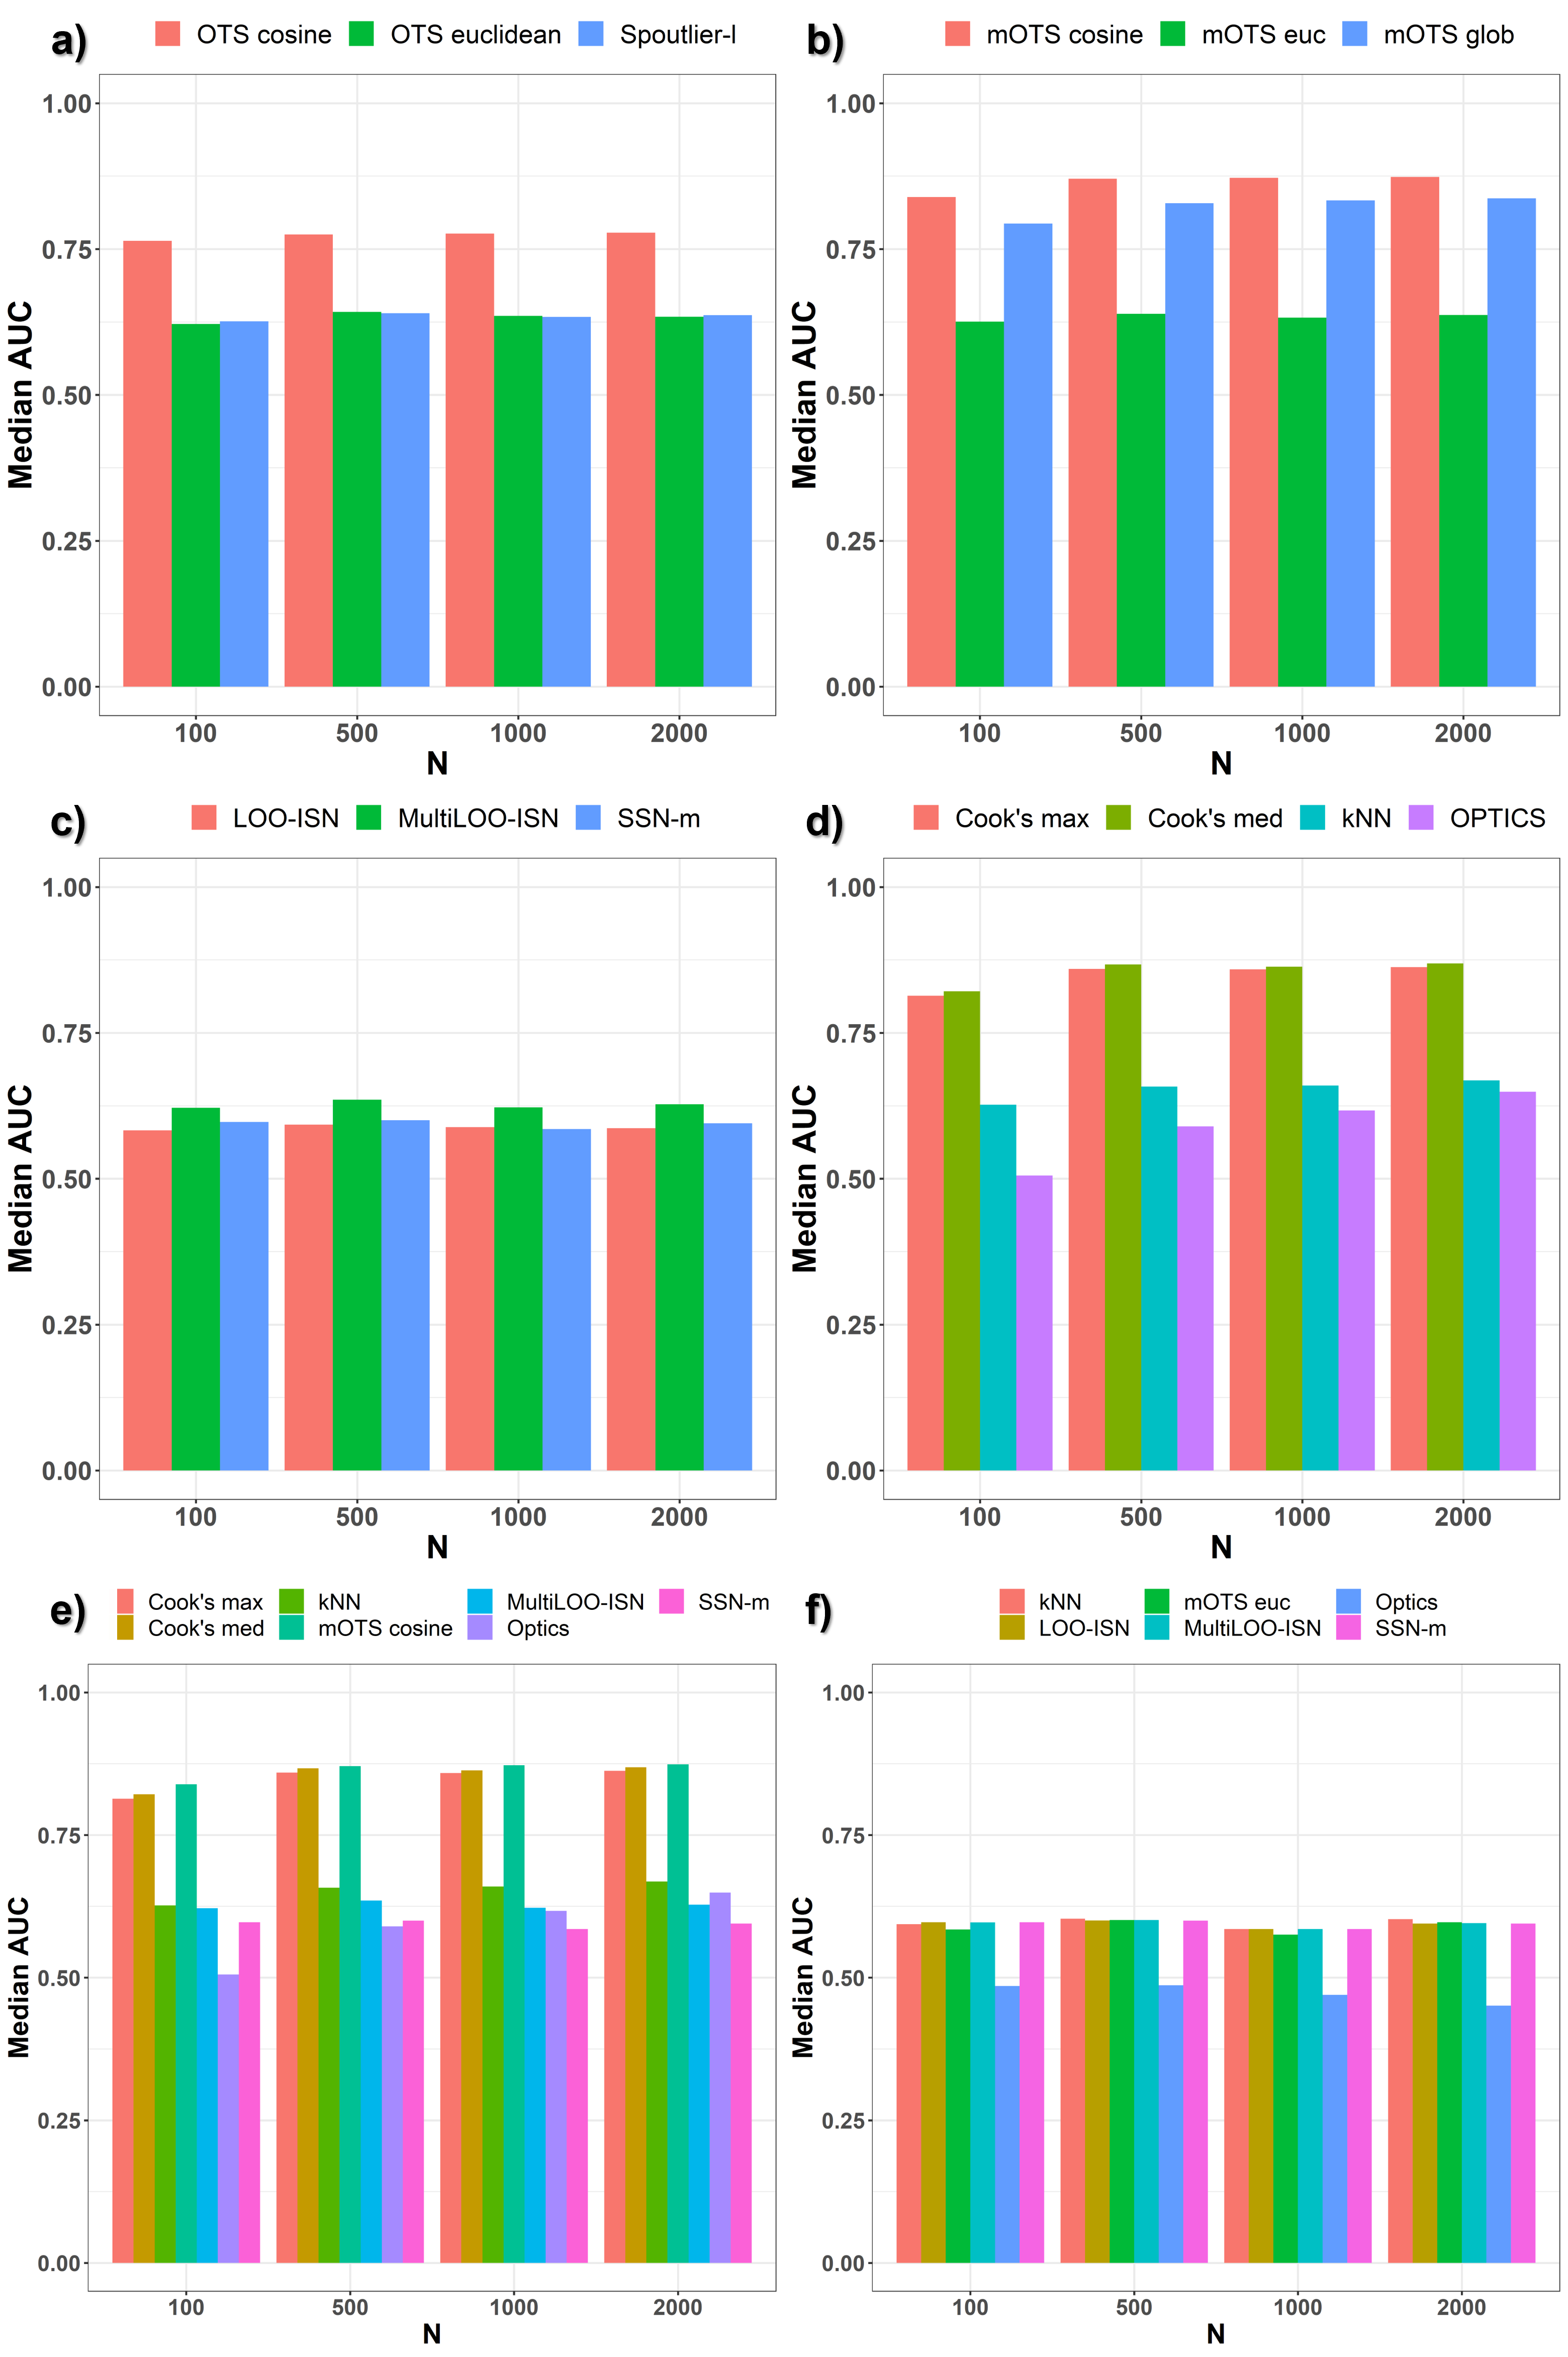 a)
OTS cosine OTS euclidean Spoutlier-l
1.00
0.75
0.50
0.25
0.00
Median AUC
100 500 1000 2000
N
b)
mOTS cosine mOTS euc mOTS glob
1.00
0.75
0.50
0.25
0.00
Median AUC
100 500 1000 2000
N
c)
LOO-ISN MultiLOO-ISN SSN-m
1.00
0.75
0.50
0.25
0.00
Median AUC
100 500 1000 2000
N
d)
Cook's max Cook's med kNN OPTICS
1.00
0.75
0.50
0.25
0.00
Median AUC
100 500 1000 2000
N
e)
Cook's max kNN MultiLOO-ISN SSN-m
Cook's med mOTS cosine Optics
1.00
0.75
0.50
0.25
0.00
Median AUC
100 500 1000 2000
N
f)
kNN mOTS euc Optics
LOO-ISN MultiLOO-ISN SSN-m
1.00
0.75
0.50
0.25
0.00
Median AUC
100 500 1000 2000
N